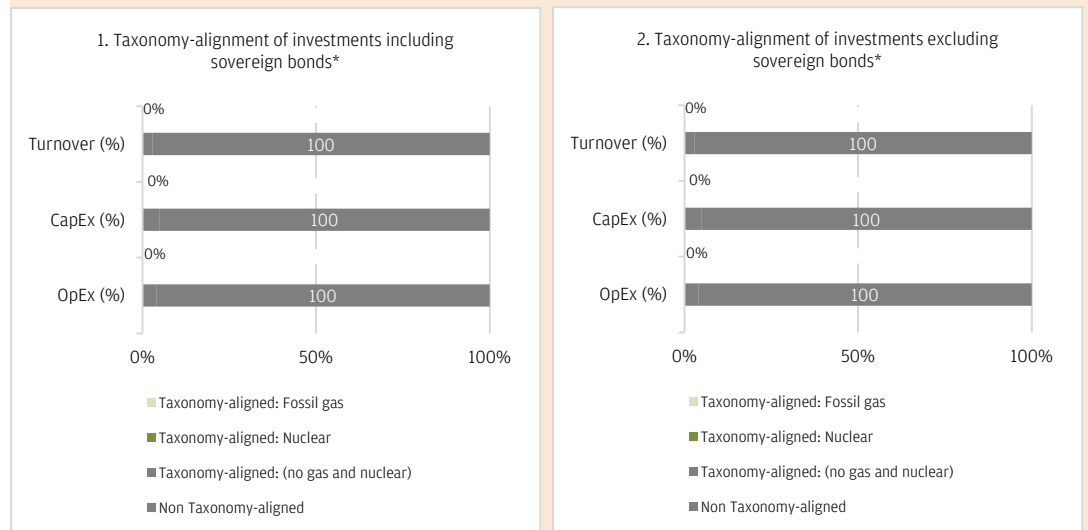 1. Taxonomy-alignment of investments including
sovereign bonds*
0%
Turnover (%)
100
0%
CapEx (%)
100
0%
OpEx (%)
100
0%
50%
100%
Taxonomy-aligned: Fossil gas
Taxonomy-aligned: Nuclear
Taxonomy-aligned: (no gas and nuclear)
Non Taxonomy-aligned
2. Taxonomy-alignment of investments excluding
sovereign bonds*
0%
Turnover (%)
100
0%
CapEx (%)
100
0%
OpEx (%)
100
0%
50%
100%
Taxonomy-aligned: Fossil gas
Taxonomy-aligned: Nuclear
Taxonomy-aligned: (no gas and nuclear)
Non Taxonomy-aligned